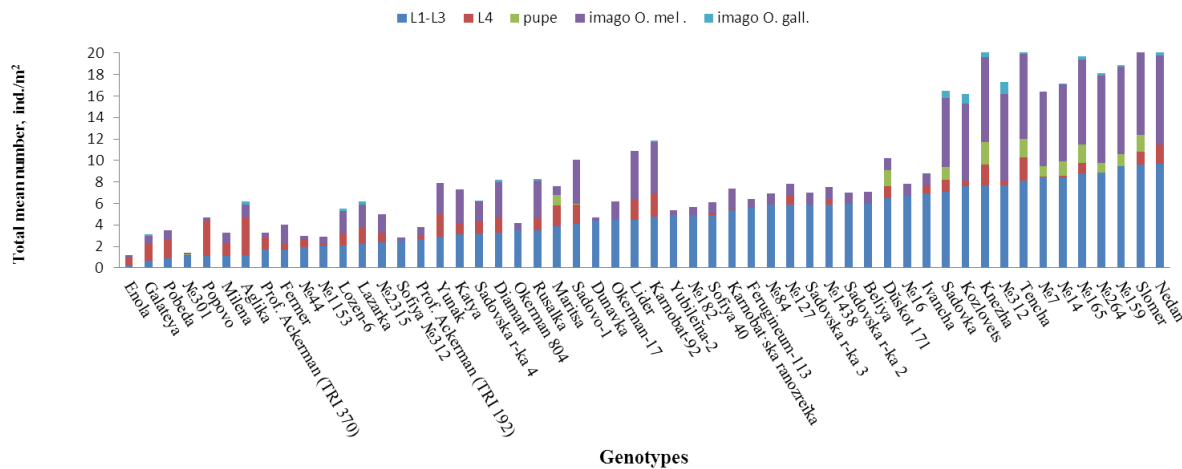 L1-L3 L4 pupe imago O. mel . imago O. gall.
Total mean number, ind./m²
20
18
16
14
12
10
8
6
4
2
0
Enola
Galateya
Pobeda
№301
Popovo
Milena
Aglika
Prof. Ackerman (TRI 370)
Fermer
№44
№1153
Lozen-6
Lazarka
№2315
Sofiya №312
Prof. Ackerman (TRI 192)
Yunak
Katya
Sadovska r-ka 4
Diamant
Okerman 804
Rusalka
Maritsa
Sadovo-1
Dunavka
Okerman-17
Lider
Karnobat-92
Yubileĭna-2
№182
Sofiya 40
Karnobat·ska ranozreĭka
Ferugineum-113
№84
№127
Sadovska r-ka 3
№1438
Sadovska r-ka 2
Beliya
Duskot 171
№16
Ivancha
Sadovka
Kozlovets
Knezha
№312
Tencha
№7
№14
№165
№264
№159
Slomer
Nedan
Genotypes